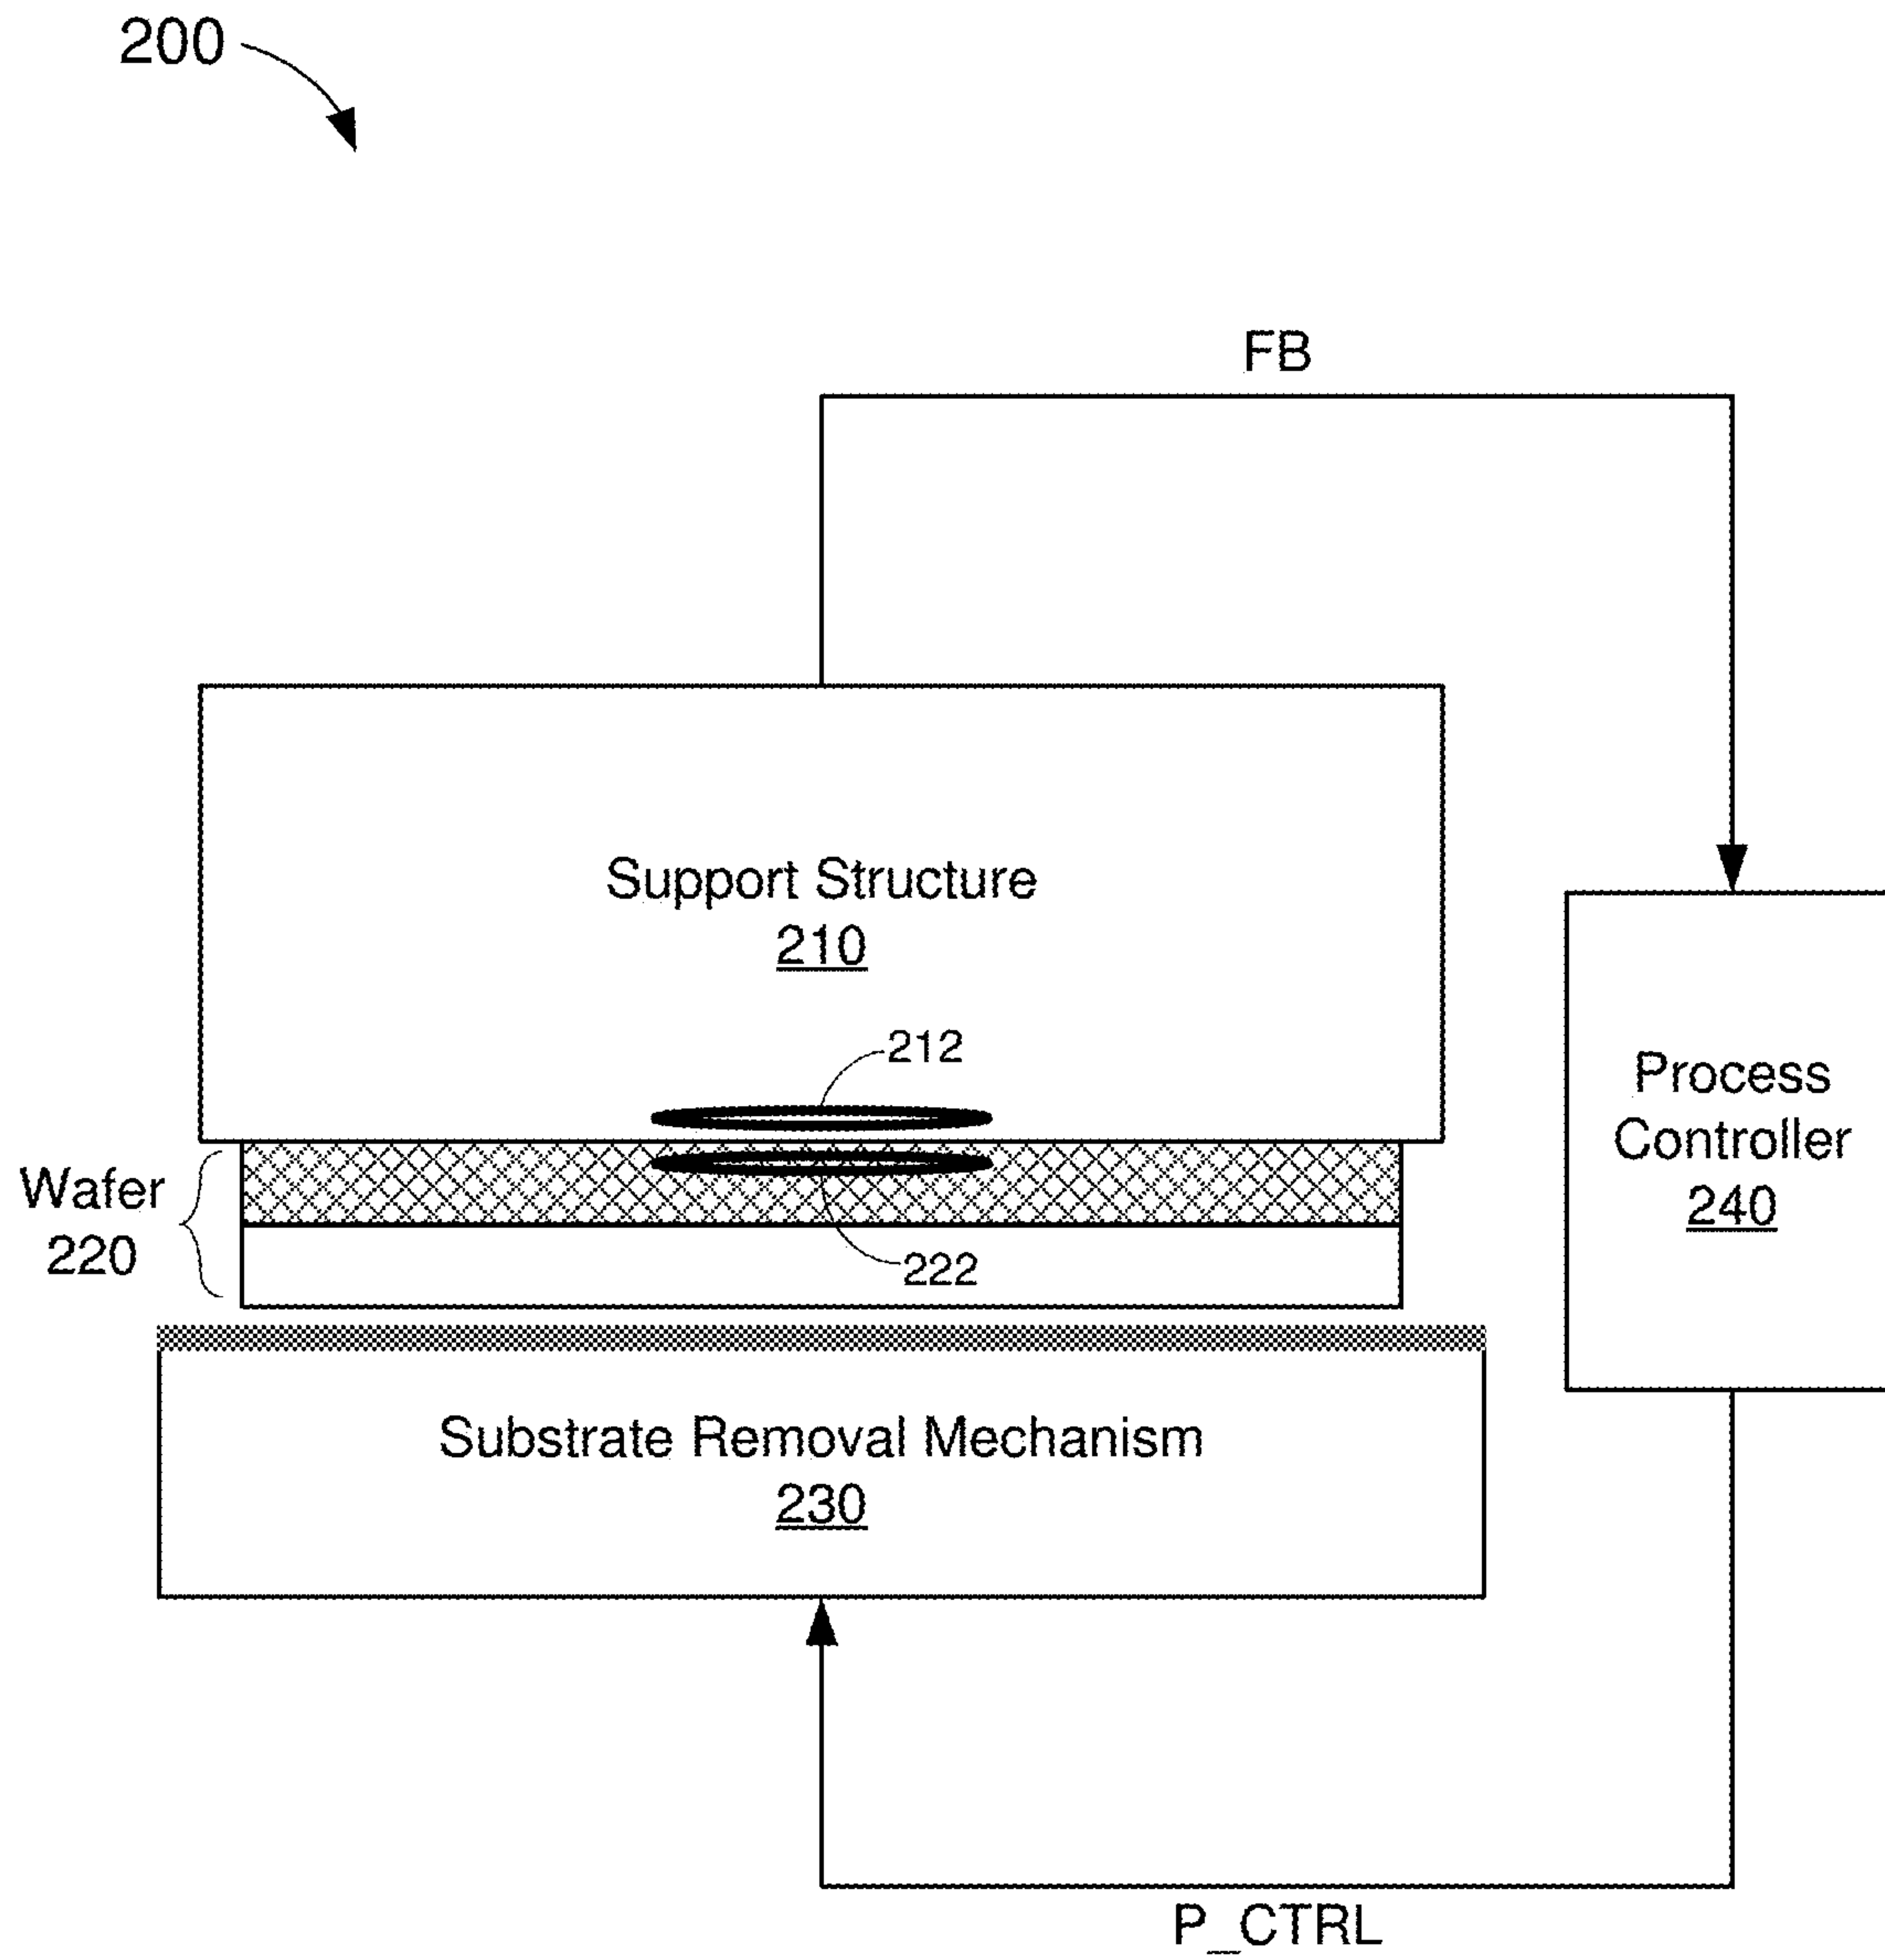 200
FB
Support Structure
210
212
Process
Controller
240
Wafer
220
222
Substrate Removal Mechanism
230
P_CTRL